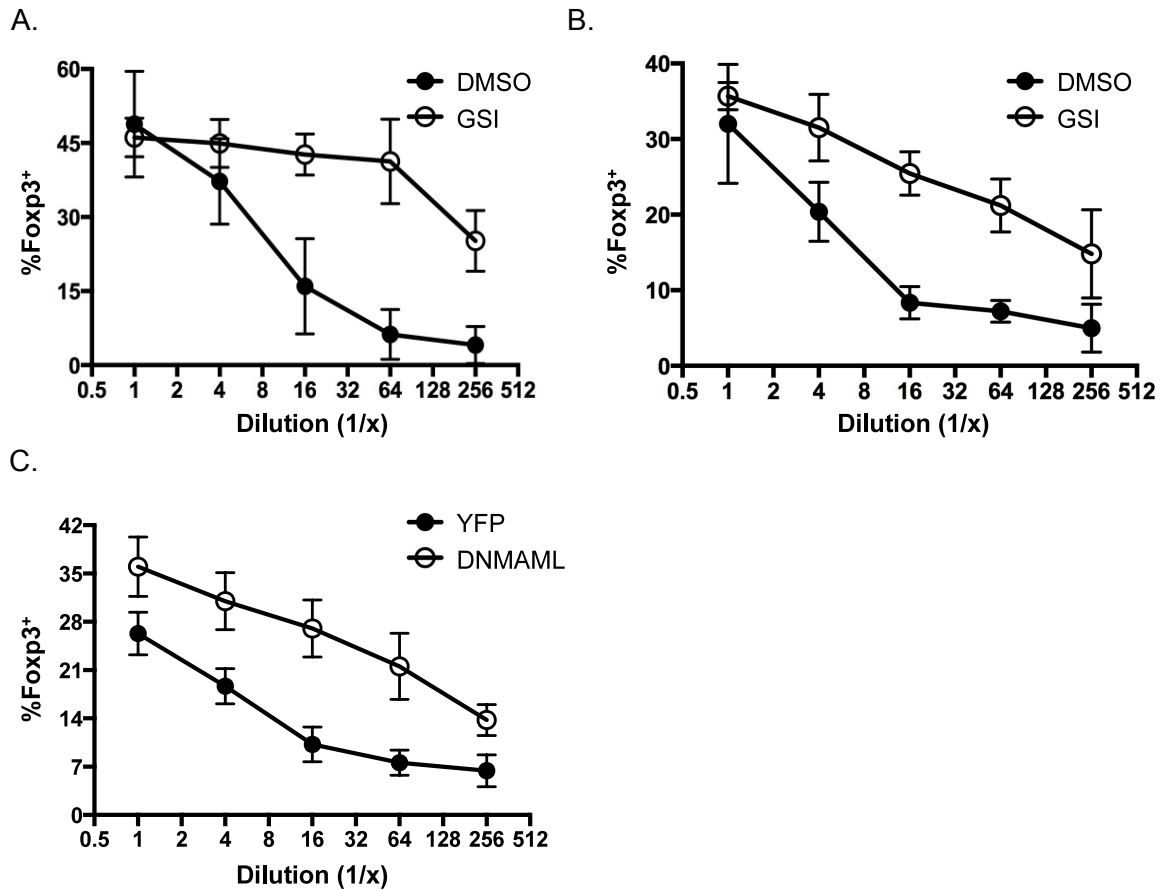 A.
60
45
30
15
0
%Foxp3⁺
DMSO
GSI
0.5 1 2 4 8 16 32 64 128 256 512
Dilution (1/x)
B.
40
30
20
10
0
%Foxp3⁺
DMSO
GSI
0.5 1 2 4 8 16 32 64 128 256 512
Dilution (1/x)
C.
42
35
28
21
14
7
0
%Foxp3⁺
YFP
DNMAML
0.5 1 2 4 8 16 32 64 128 256 512
Dilution (1/x)